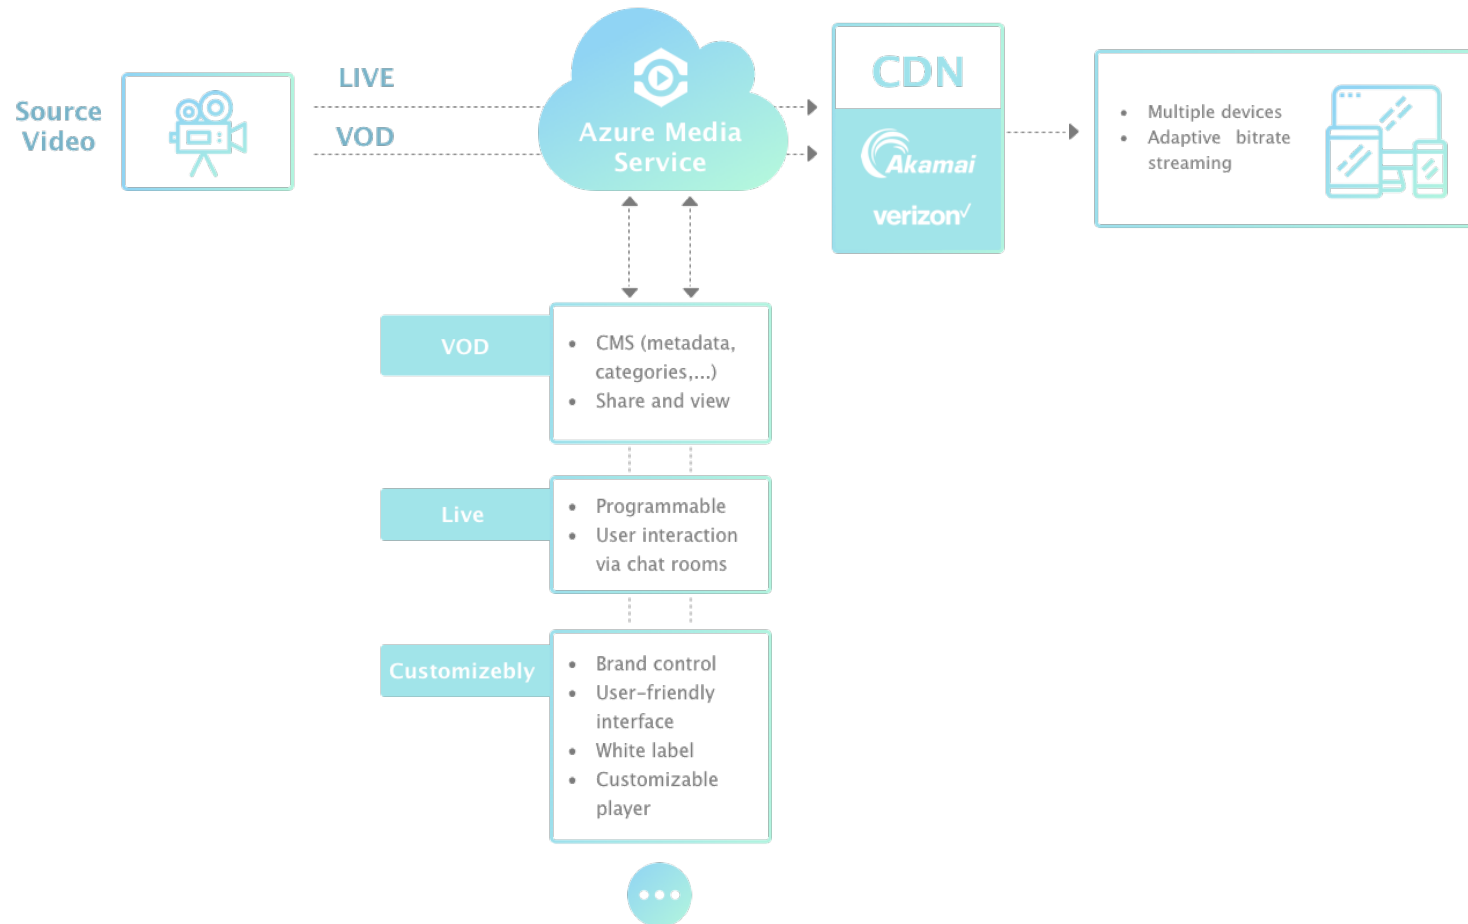 Source
Video
LIVE
VOD
Azure Media
Service
CDN
Akamai
verizon✓
• Multiple devices
• Adaptive bitrate
streaming
VOD
• CMS (metadata,
categories,...)
• Share and view
Live
• Programmable
• User interaction
via chat rooms
Customizebly
• Brand control
• User-friendly
interface
• White label
• Customizable
player